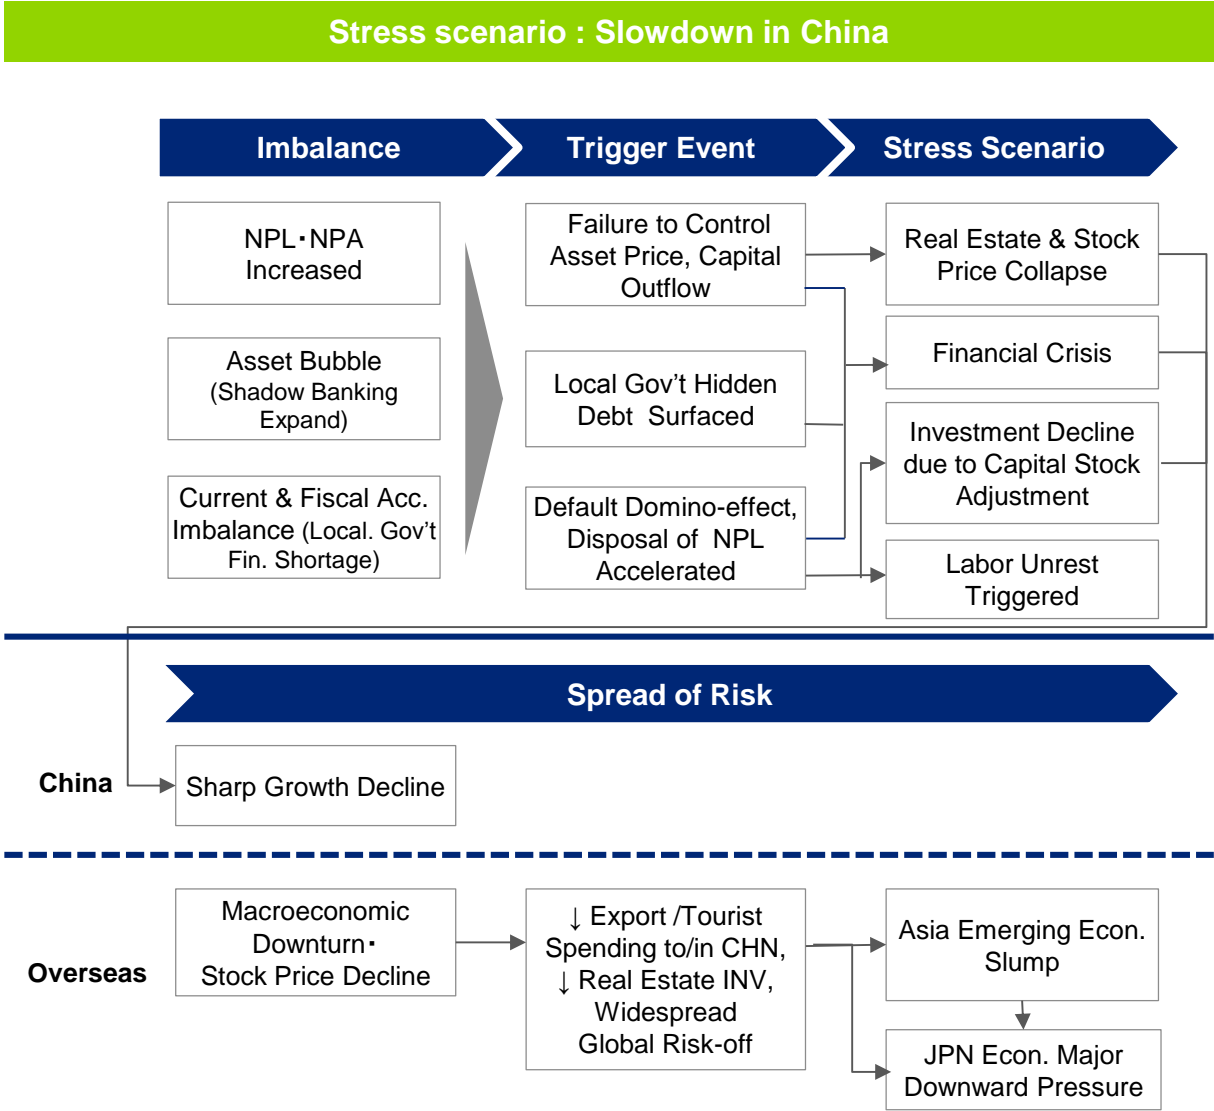 Stress scenario : Slowdown in China
Imbalance
Trigger Event
Stress Scenario
NPL・NPA
Increased
Asset Bubble
(Shadow Banking
Expand)
Current & Fiscal Acc.
Imbalance (Local. Gov’t
Fin. Shortage)
Failure to Control
Asset Price, Capital
Outflow
Local Gov’t Hidden
Debt Surfaced
Default Domino-effect,
Disposal of NPL
Accelerated
Real Estate & Stock
Price Collapse
Financial Crisis
Investment Decline
due to Capital Stock
Adjustment
Labor Unrest
Triggered
Spread of Risk
China
Sharp Growth Decline
Overseas
Macroeconomic
Downturn・
Stock Price Decline
↓ Export /Tourist
Spending to/in CHN,
↓ Real Estate INV,
Widespread
Global Risk-off
Asia Emerging Econ.
Slump
JPN Econ. Major
Downward Pressure